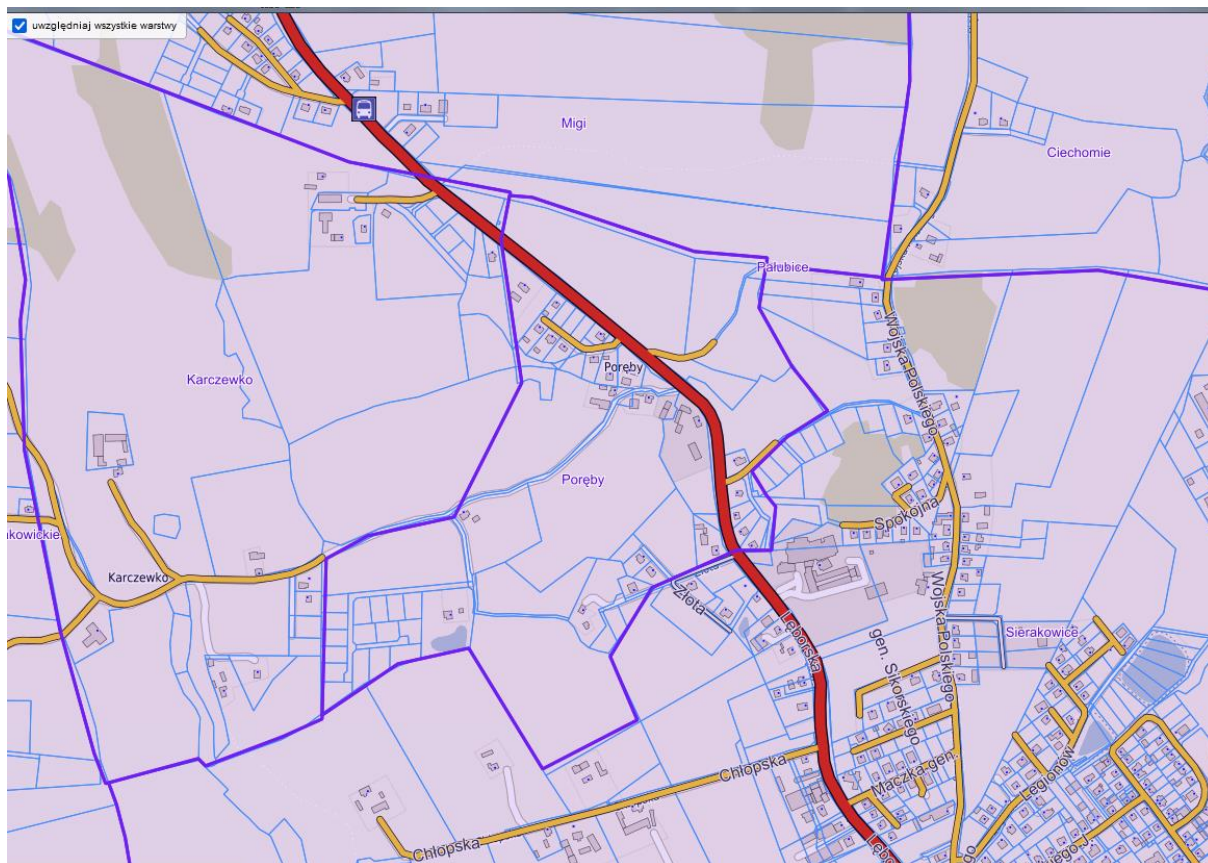 uwzględniaj wszystkie warstwy
Migi
Ciechomie
Pałubice
Wojska Polskiego
Poręby
Karczewko
Poręby
Spokojna
Karczewko
Złota
Wojska Polskiego
Lęborska
gen. Sikorskiego
Sierakowice
Chłopska
Maczka gen.
Legionów
Chłopska